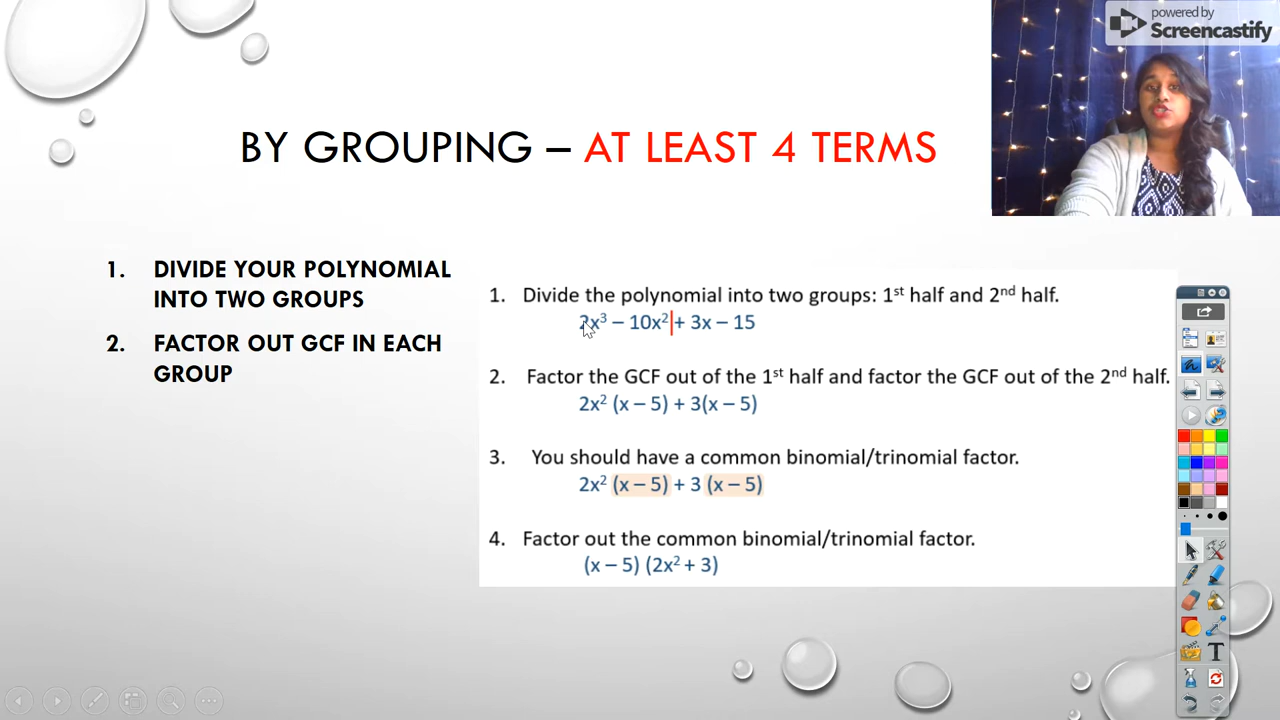 powered by
Screencastify
BY GROUPING – AT LEAST 4 TERMS
1. DIVIDE YOUR POLYNOMIAL
INTO TWO GROUPS
2. FACTOR OUT GCF IN EACH
GROUP
1. Divide the polynomial into two groups: 1st half and 2nd half.
2x³ – 10x² | + 3x – 15
2. Factor the GCF out of the 1st half and factor the GCF out of the 2nd half.
2x² (x – 5) + 3(x – 5)
3. You should have a common binomial/trinomial factor.
2x² (x – 5) + 3 (x – 5)
4. Factor out the common binomial/trinomial factor.
(x – 5) (2x² + 3)